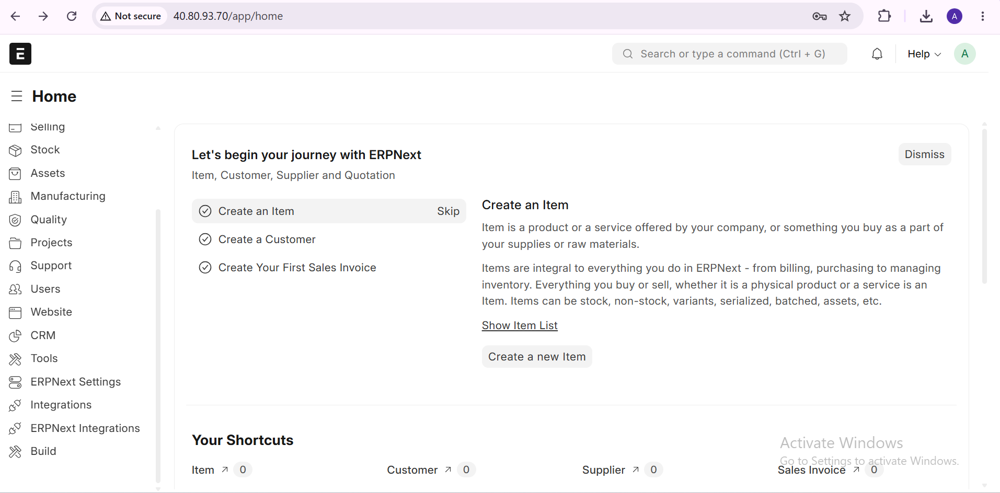 Not secure 40.80.93.70/app/home A
E Search or type a command (Ctrl + G) Help A
Home
Selling
Stock
Assets
Manufacturing
Quality
Projects
Support
Users
Website
CRM
Tools
ERPNext Settings
Integrations
ERPNext Integrations
Build
Let's begin your journey with ERPNext
Dismiss
Item, Customer, Supplier and Quotation
Create an Item Skip
Create a Customer
Create Your First Sales Invoice
Create an Item
Item is a product or a service offered by your company, or something you buy as a part of
your supplies or raw materials.
Items are integral to everything you do in ERPNext - from billing, purchasing to managing
inventory. Everything you buy or sell, whether it is a physical product or a service is an
Item. Items can be stock, non-stock, variants, serialized, batched, assets, etc.
Show Item List
Create a new Item
Your Shortcuts
Item 0 Customer 0 Supplier 0 Sales Invoice 0
Activate Windows
Go to Settings to activate Windows.